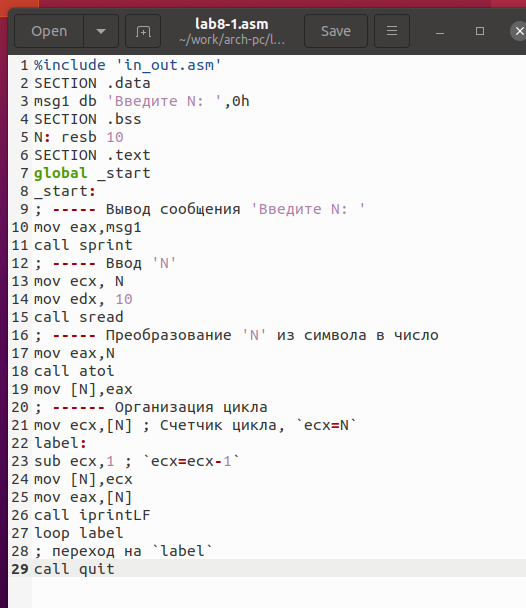 Open
lab8-1.asm
~/work/arch-pc/l…
Save
1 %include 'in_out.asm'
2 SECTION .data
3 msg1 db 'Введите N: ',0h
4 SECTION .bss
5 N: resb 10
6 SECTION .text
7 global _start
8 _start:
9 ; ----- Вывод сообщения 'Введите N: '
10 mov eax,msg1
11 call sprint
12 ; ----- Ввод 'N'
13 mov ecx, N
14 mov edx, 10
15 call sread
16 ; ----- Преобразование 'N' из символа в число
17 mov eax,N
18 call atoi
19 mov [N],eax
20 ; ------ Организация цикла
21 mov ecx,[N] ; Счетчик цикла, `ecx=N`
22 label:
23 sub ecx,1 ; `ecx=ecx-1`
24 mov [N],ecx
25 mov eax,[N]
26 call iprintLF
27 loop label
28 ; переход на `label`
29 call quit